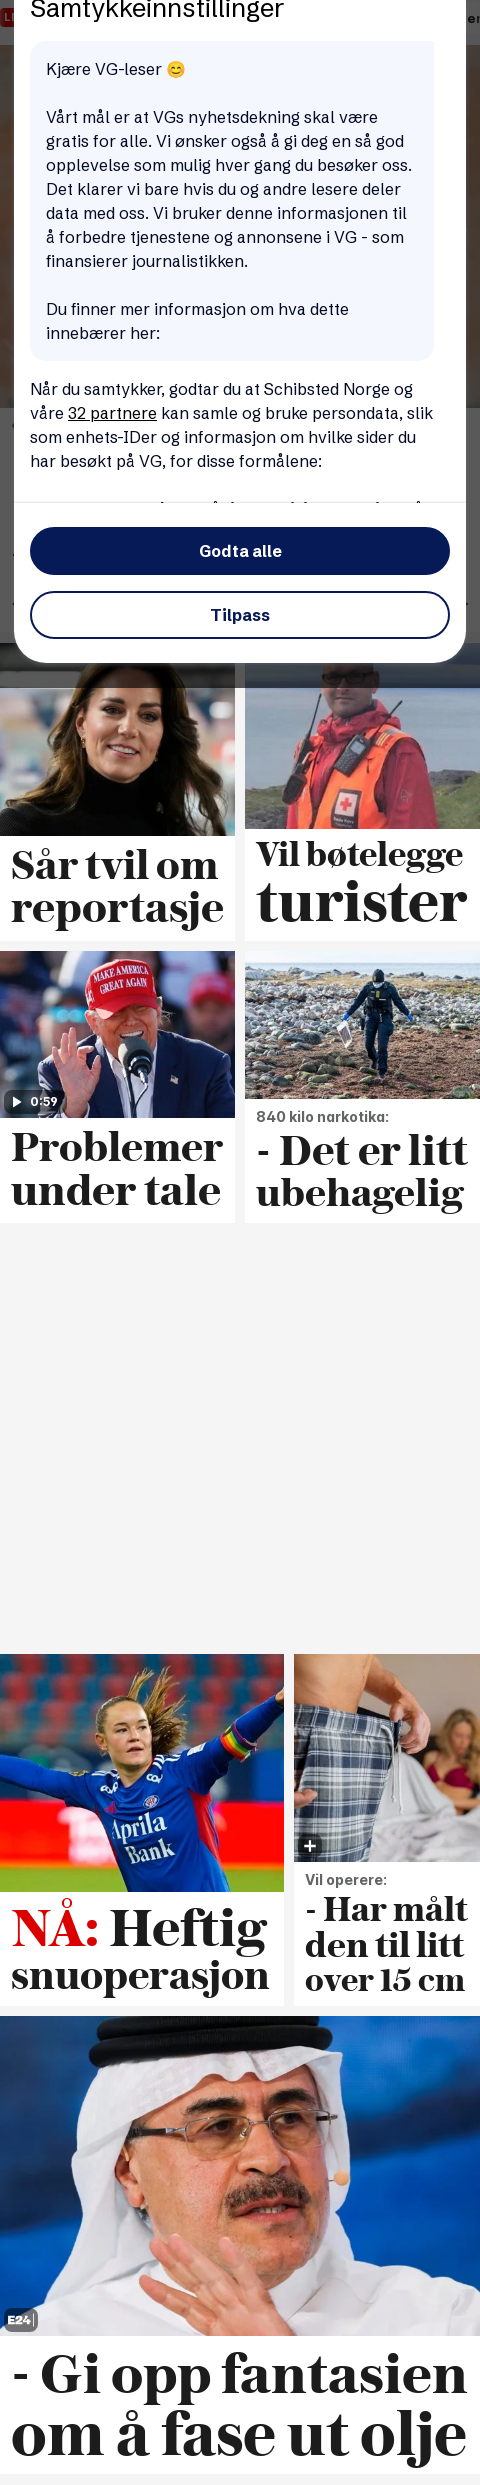 Samtykkeinnstillinger
Kjære VG-leser 😊
Vårt mål er at VGs nyhetsdekning skal være
gratis for alle. Vi ønsker også å gi deg en så god
opplevelse som mulig hver gang du besøker oss.
Det klarer vi bare hvis du og andre lesere deler
data med oss. Vi bruker denne informasjonen til
å forbedre tjenestene og annonsene i VG - som
finansierer journalistikken.
Du finner mer informasjon om hva dette
innebærer her:
Når du samtykker, godtar du at Schibsted Norge og
våre 32 partnere kan samle og bruke persondata, slik
som enhets-IDer og informasjon om hvilke sider du
har besøkt på VG, for disse formålene:
Godta alle
Tilpass
Sår tvil om
reportasje
Vil bøtelegge
turister
MAKE AMERICA
GREAT AGAIN
0:59
Problemer
under tale
840 kilo narkotika:
- Det er litt
ubehagelig
Aprila
Bank
NÅ: Heftig
snuoperasjon
Vil operere:
- Har målt
den til litt
over 15 cm
E24
- Gi opp fantasien
om å fase ut olje